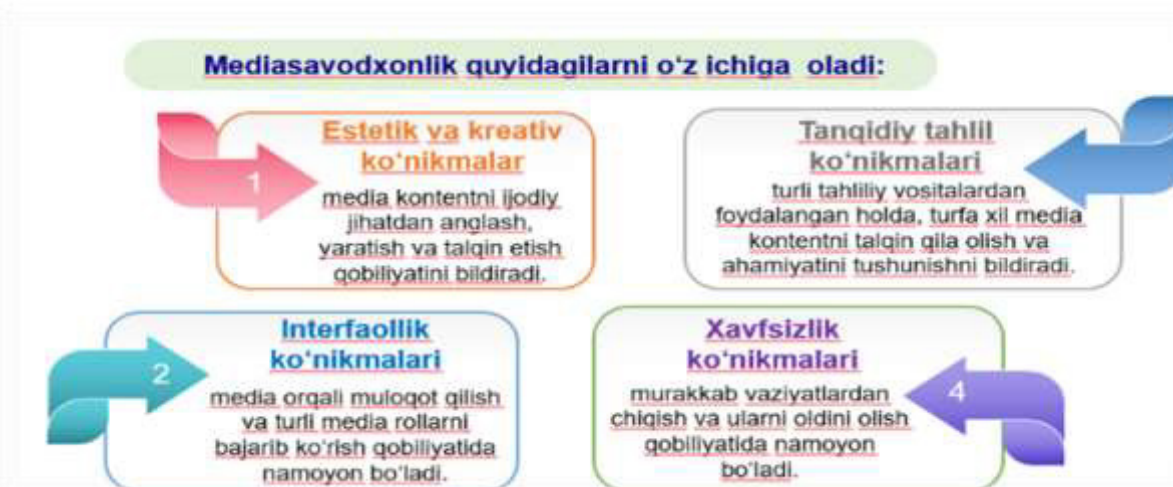 Mediasavodxonlik quyidagilarni o‘z ichiga oladi:
1
Estetik va kreativ
ko‘nikmalar
media kontentni ijodiy
jihatdan anglash,
yaratish va talqin etish
qobiliyatini bildiradi.
Tanqidiy tahlil
ko‘nikmalari
turli tahliliy vositalardan
foydalangan holda, turfa xil media
kontentni talqin qila olish va
ahamiyatini tushunishni bildiradi.
2
Interfaollik
ko‘nikmalari
media orqali muloqot qilish
va turli media rollarni
bajarib ko‘rish qobiliyatida
namoyon bo‘ladi.
Xavfsizlik
ko‘nikmalari
murakkab vaziyatlardan
chiqish va ularni oldini olish
qobiliyatida namoyon
bo‘ladi.
4